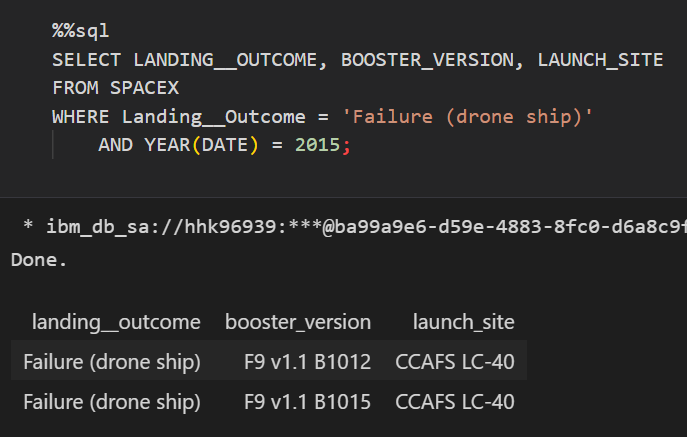 %%sql
SELECT LANDING__OUTCOME, BOOSTER_VERSION, LAUNCH_SITE
FROM SPACEX
WHERE Landing__Outcome = 'Failure (drone ship)'
AND YEAR(DATE) = 2015;
* ibm_db_sa://hhk96939:***@ba99a9e6-d59e-4883-8fc0-d6a8c9f
Done.
landing__outcome booster_version launch_site
Failure (drone ship) F9 v1.1 B1012 CCAFS LC-40
Failure (drone ship) F9 v1.1 B1015 CCAFS LC-40